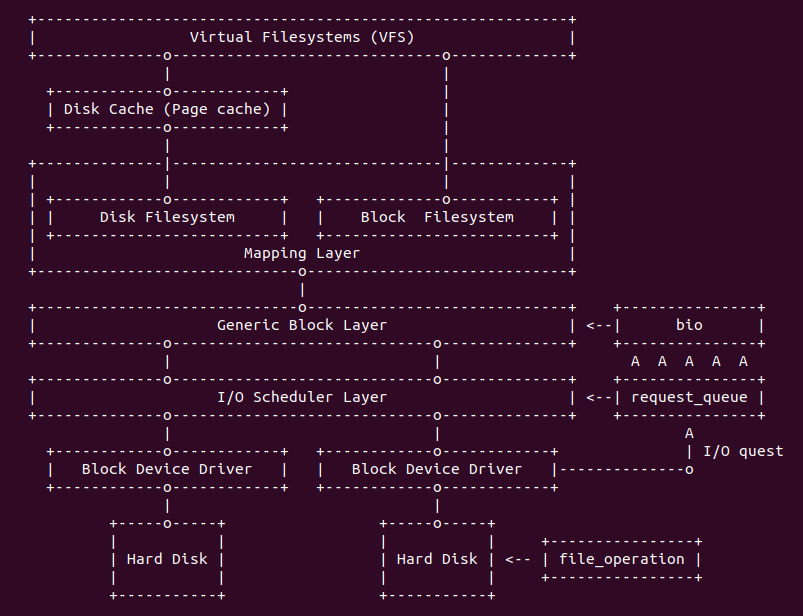 Virtual Filesystems (VFS)
Disk Cache (Page cache)
Disk Filesystem Block Filesystem
Mapping Layer
Generic Block Layer <--| bio
A A A A A
I/O Scheduler Layer <--| request_queue
A
I/O quest
Block Device Driver Block Device Driver
Hard Disk Hard Disk <-- file_operation